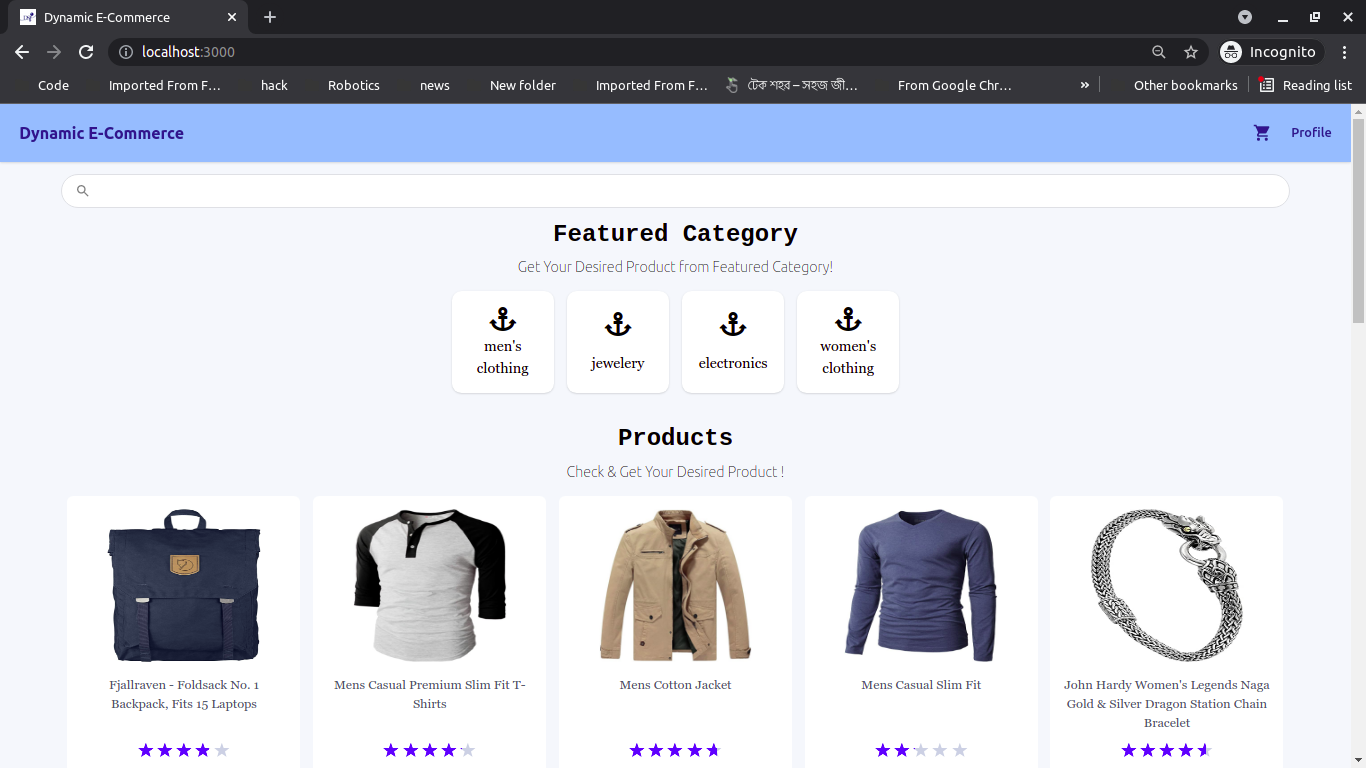 Dynamic E-Commerce
localhost:3000
Incognito
Code Imported From F... hack Robotics news New folder Imported From F... টেক শহর – সহজ জী... From Google Chr... » Other bookmarks Reading list
Dynamic E-Commerce Profile
Featured Category
Get Your Desired Product from Featured Category!
men's
clothing
jewelery
electronics
women's
clothing
Products
Check & Get Your Desired Product !
Fjallraven - Foldsack No. 1
Backpack, Fits 15 Laptops
Mens Casual Premium Slim Fit T-
Shirts
Mens Cotton Jacket
Mens Casual Slim Fit
John Hardy Women's Legends Naga
Gold & Silver Dragon Station Chain
Bracelet